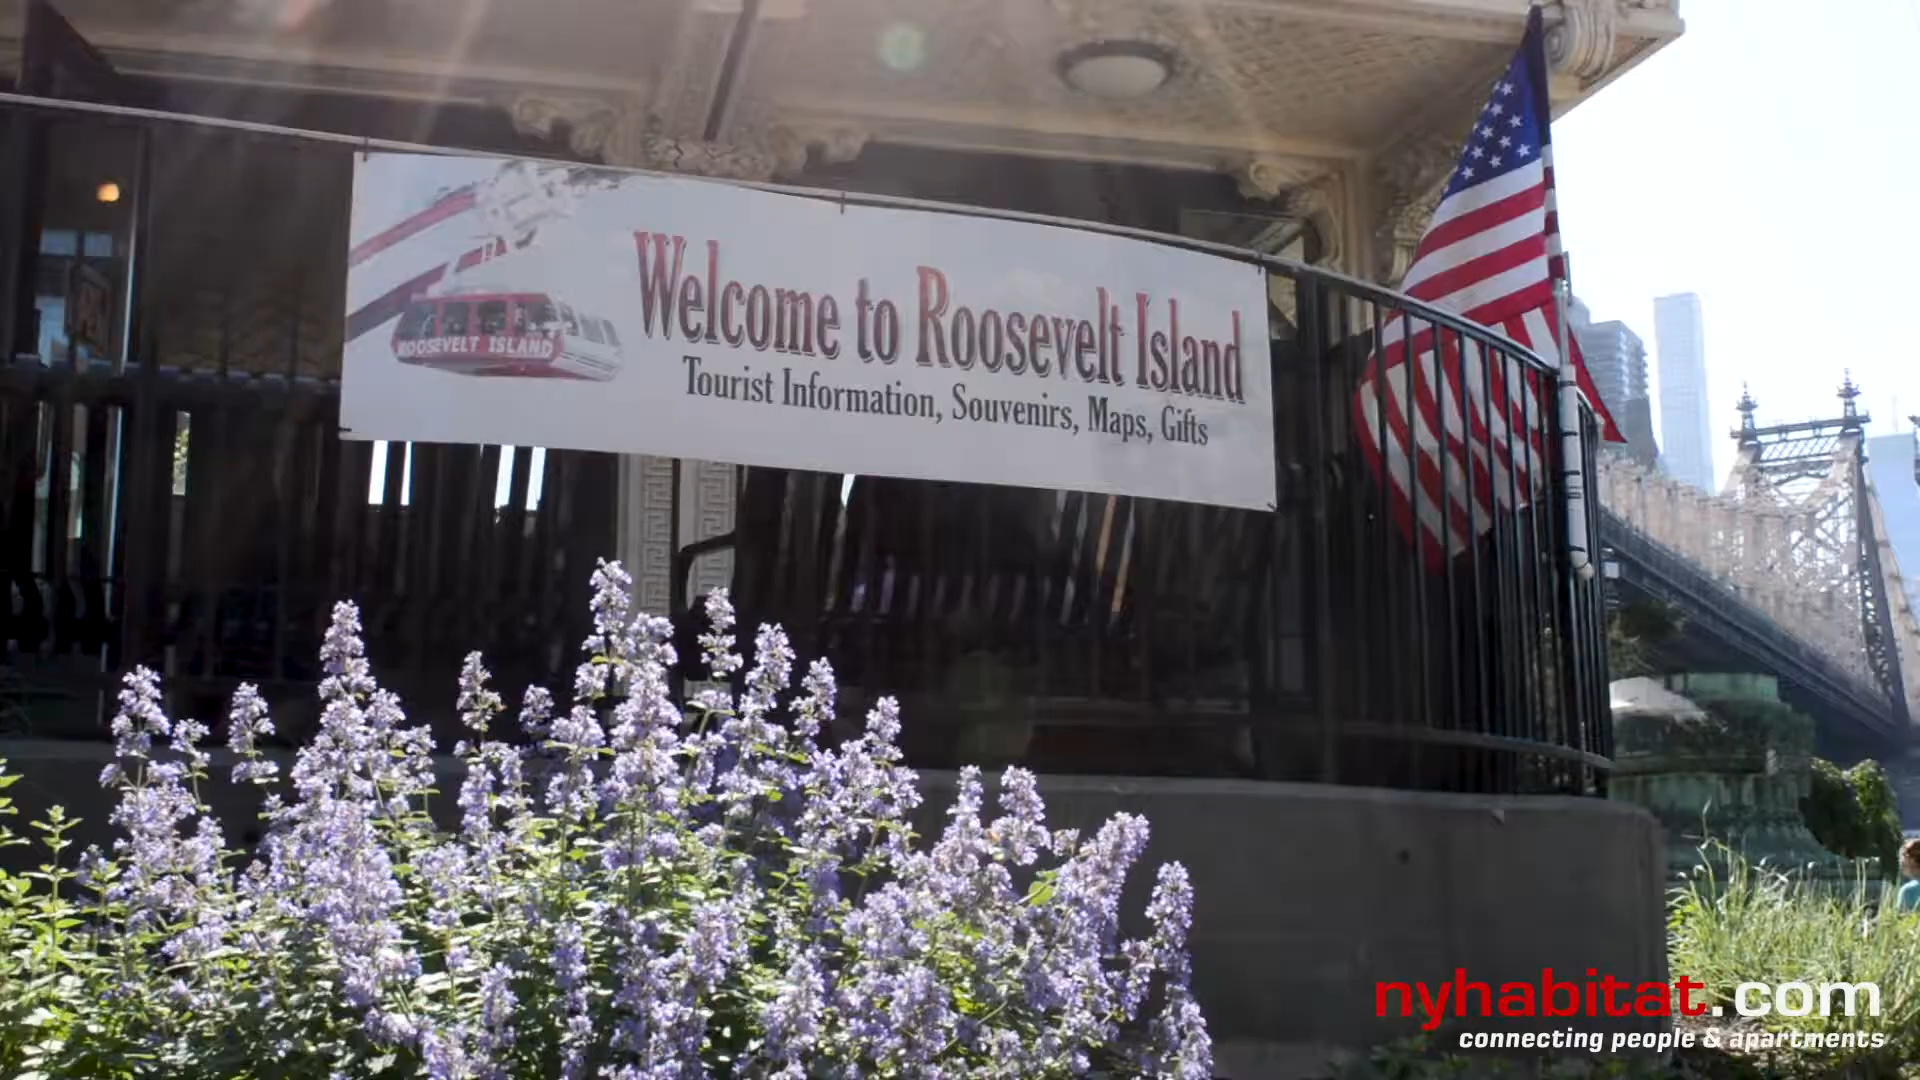 Welcome to Roosevelt Island
Tourist Information, Souvenirs, Maps, Gifts
ROOSEVELT ISLAND
nyhabitat.com
connecting people & apartments